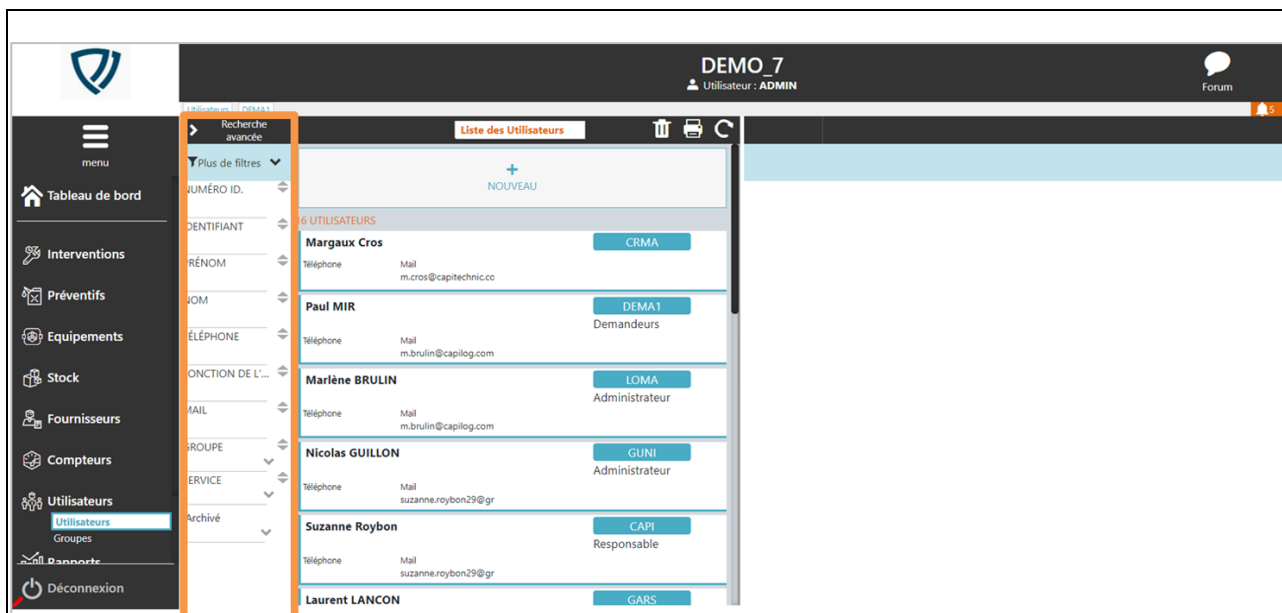 DEMO_7
Utilisateur : ADMIN
Forum
Utilisateurs DEMA1
5
menu
Tableau de bord
Interventions
Préventifs
Equipements
Stock
Fournisseurs
Compteurs
Utilisateurs
Utilisateurs
Groupes
Rapports
Déconnexion
Recherche
avancée
Plus de filtres
NUMÉRO ID.
IDENTIFIANT
PRÉNOM
NOM
TÉLÉPHONE
FONCTION DE L'...
MAIL
GROUPE
SERVICE
Archivé
Liste des Utilisateurs
+
NOUVEAU
16 UTILISATEURS
Margaux Cros CRMA
Téléphone Mail
m.cros@capitechnic.cc
Paul MIR DEMA1
Demandeurs
Téléphone Mail
m.brulin@capilog.com
Marlène BRULIN LOMA
Administrateur
Téléphone Mail
m.brulin@capilog.com
Nicolas GUILLON GUNI
Administrateur
Téléphone Mail
suzanne.roybon29@gr
Suzanne Roybon CAPI
Responsable
Téléphone Mail
suzanne.roybon29@gr
Laurent LANCON GARS